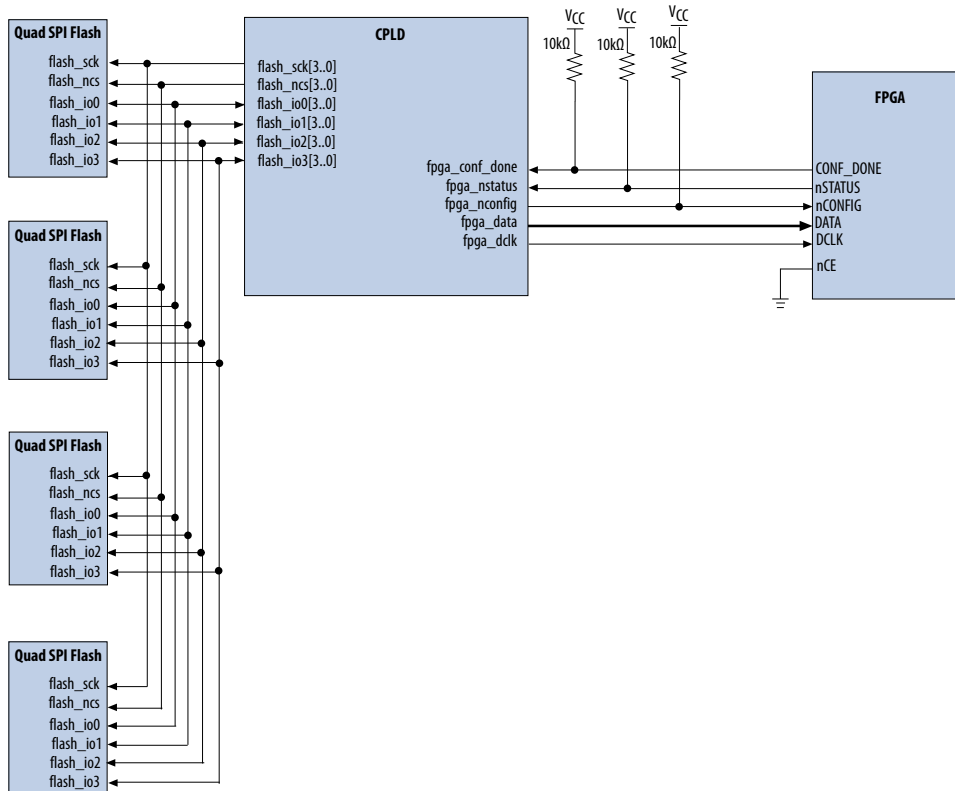 Quad SPI Flash
flash_sck
flash_ncs
flash_io0
flash_io1
flash_io2
flash_io3
CPLD
flash_sck[3..0]
flash_ncs[3..0]
flash_io0[3..0]
flash_io1[3..0]
flash_io2[3..0]
flash_io3[3..0]
fpga_conf_done
fpga_nstatus
fpga_nconfig
fpga_data
fpga_dclk
VCC
VCC
VCC
10kΩ
10kΩ
10kΩ
FPGA
CONF_DONE
nSTATUS
nCONFIG
DATA
DCLK
nCE
Quad SPI Flash
flash_sck
flash_ncs
flash_io0
flash_io1
flash_io2
flash_io3
Quad SPI Flash
flash_sck
flash_ncs
flash_io0
flash_io1
flash_io2
flash_io3
Quad SPI Flash
flash_sck
flash_ncs
flash_io0
flash_io1
flash_io2
flash_io3